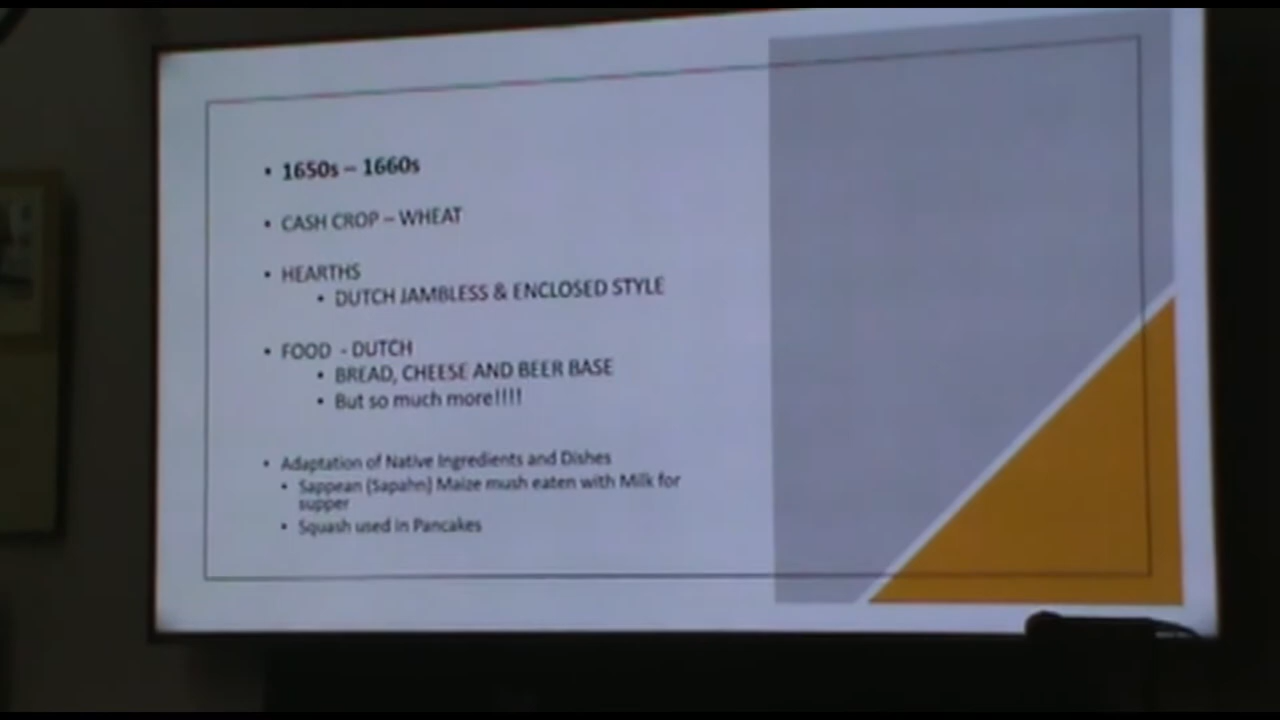 • 1650s – 1660s
• CASH CROP – WHEAT
• HEARTHS
• DUTCH JAMBLESS & ENCLOSED STYLE
• FOOD - DUTCH
• BREAD, CHEESE AND BEER BASE
• But so much more!!!!
• Adaptation of Native Ingredients and Dishes
• Sappean (Sapahn) Maize mush eaten with Milk for
supper
• Squash used in Pancakes